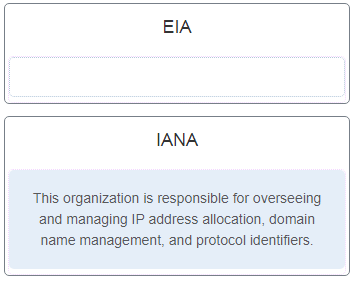 EIA
IANA
This organization is responsible for overseeing
and managing IP address allocation, domain
name management, and protocol identifiers.